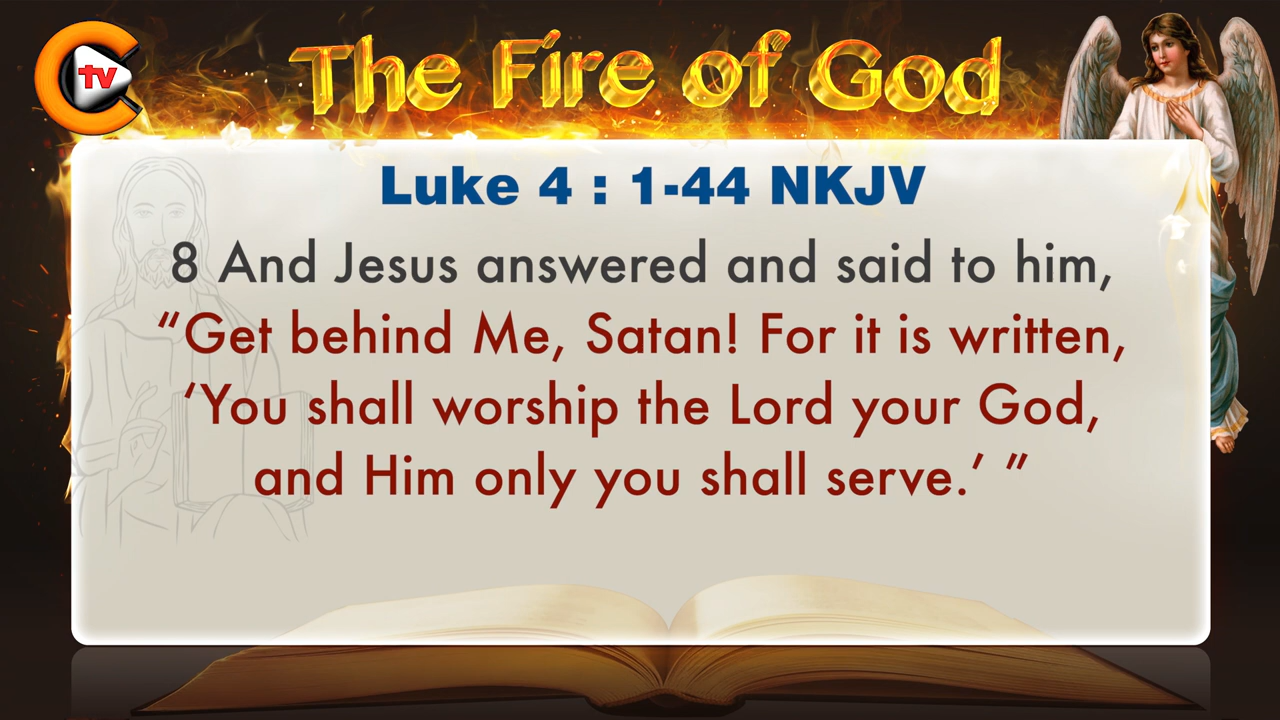 tv
The Fire of God
Luke 4 : 1-44 NKJV
8 And Jesus answered and said to him,
“Get behind Me, Satan! For it is written,
‘You shall worship the Lord your God,
and Him only you shall serve.’ ”